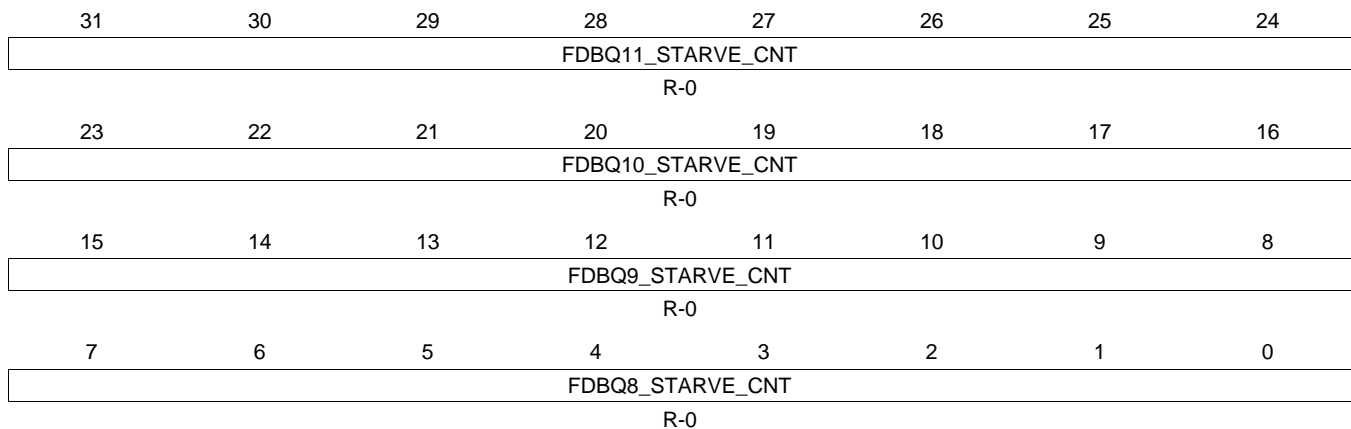 31 30 29 28 27 26 25 24
FDBQ11_STARVE_CNT
R-0
23 22 21 20 19 18 17 16
FDBQ10_STARVE_CNT
R-0
15 14 13 12 11 10 9 8
FDBQ9_STARVE_CNT
R-0
7 6 5 4 3 2 1 0
FDBQ8_STARVE_CNT
R-0